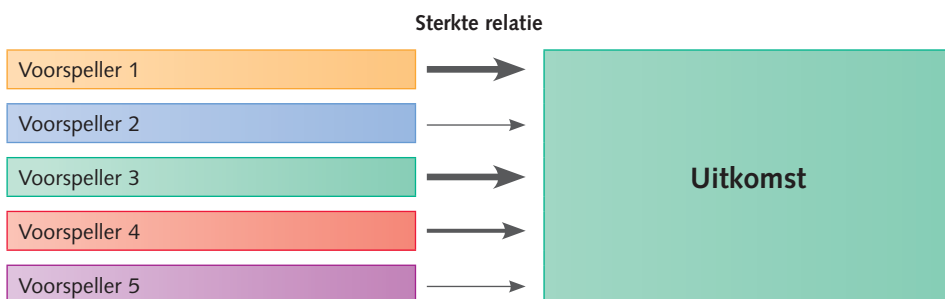 Sterkte relatie
Voorspeller 1
Voorspeller 2
Voorspeller 3
Voorspeller 4
Voorspeller 5
Uitkomst